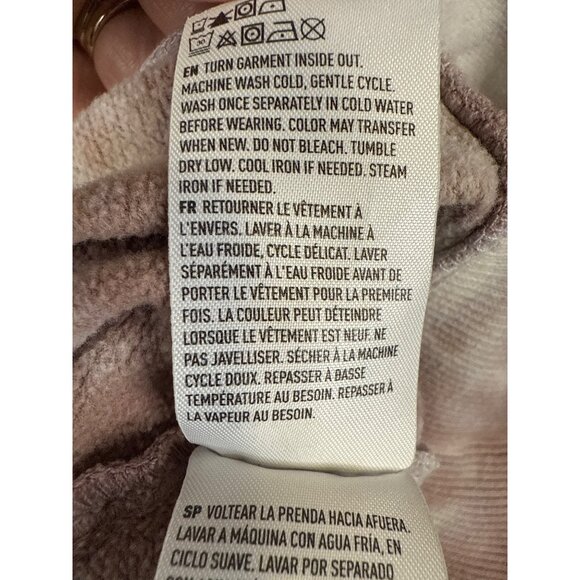 EN TURN GARMENT INSIDE OUT.
MACHINE WASH COLD, GENTLE CYCLE.
WASH ONCE SEPARATELY IN COLD WATER
BEFORE WEARING. COLOR MAY TRANSFER
WHEN NEW. DO NOT BLEACH. TUMBLE
DRY LOW. COOL IRON IF NEEDED. STEAM
IRON IF NEEDED.
FR RETOURNER LE VÊTEMENT À
L'ENVERS. LAVER À LA MACHINE À
L'EAU FROIDE, CYCLE DÉLICAT. LAVER
SÉPARÉMENT À L'EAU FROIDE AVANT DE
PORTER LE VÊTEMENT POUR LA PREMIÈRE
FOIS. LA COULEUR PEUT DÉTEINDRE
LORSQUE LE VÊTEMENT EST NEUF. NE
PAS JAVELLISER. SÉCHER À LA MACHINE
CYCLE DOUX. REPASSER À BASSE
TEMPÉRATURE AU BESOIN. REPASSER À
LA VAPEUR AU BESOIN.
SP VOLTEAR LA PRENDA HACIA AFUERA.
LAVAR A MÁQUINA CON AGUA FRÍA, EN
CICLO SUAVE. LAVAR POR SEPARADO